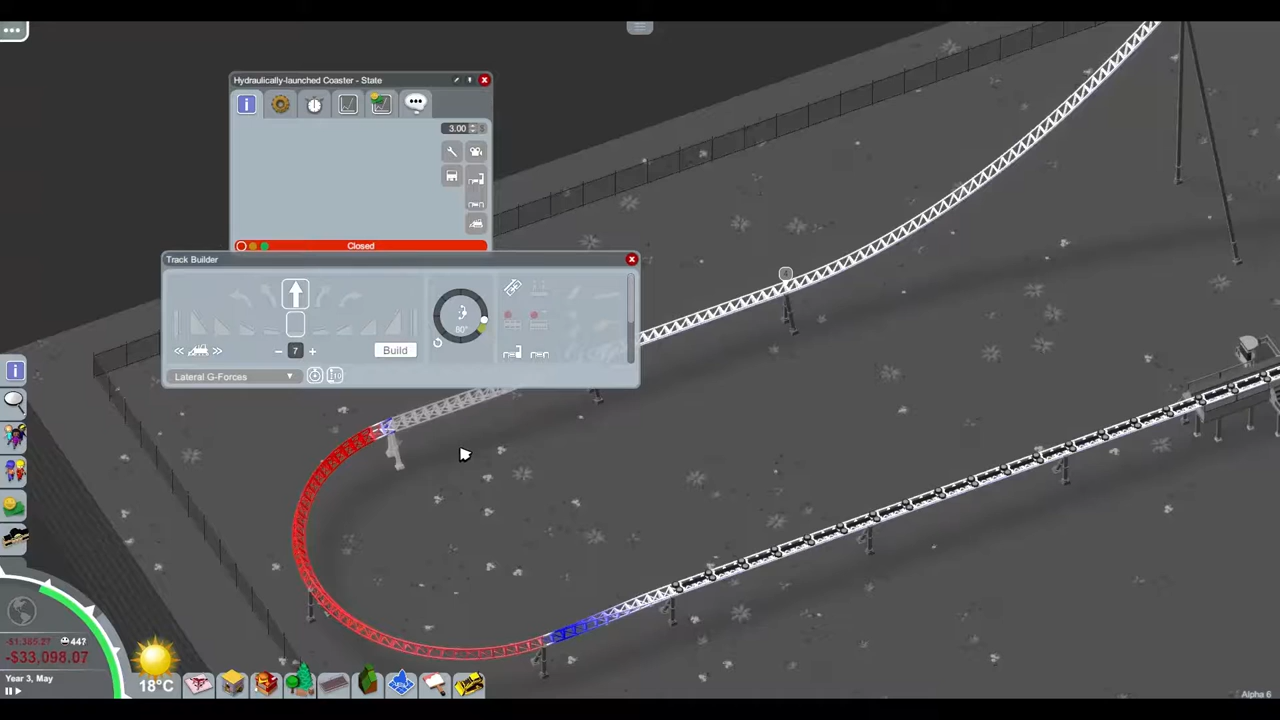 Hydraulically-launched Coaster - State
3.00 $
Closed
Track Builder
80°
7
Build
Lateral G-Forces
447
-$33,098.07
Year 3, May
18°C
Alpha 6